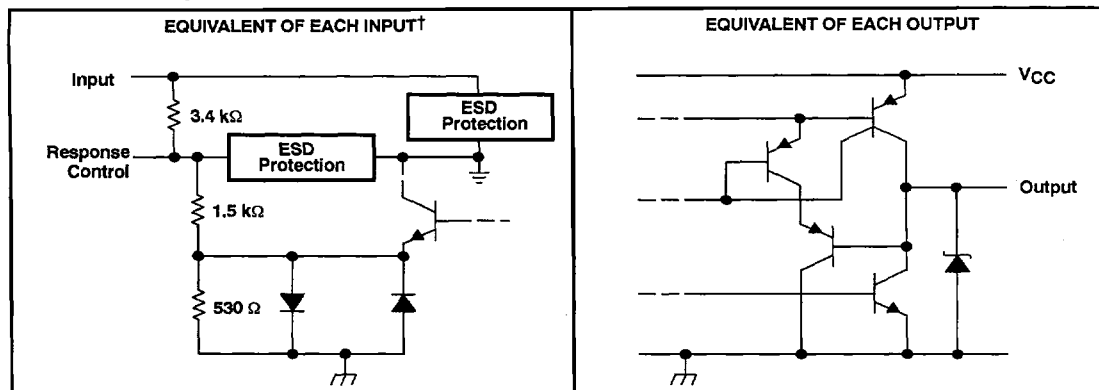 EQUIVALENT OF EACH INPUT†
Input
3.4 kΩ
ESD
Protection
Response
Control
ESD
Protection
1.5 kΩ
530 Ω
EQUIVALENT OF EACH OUTPUT
VCC
Output